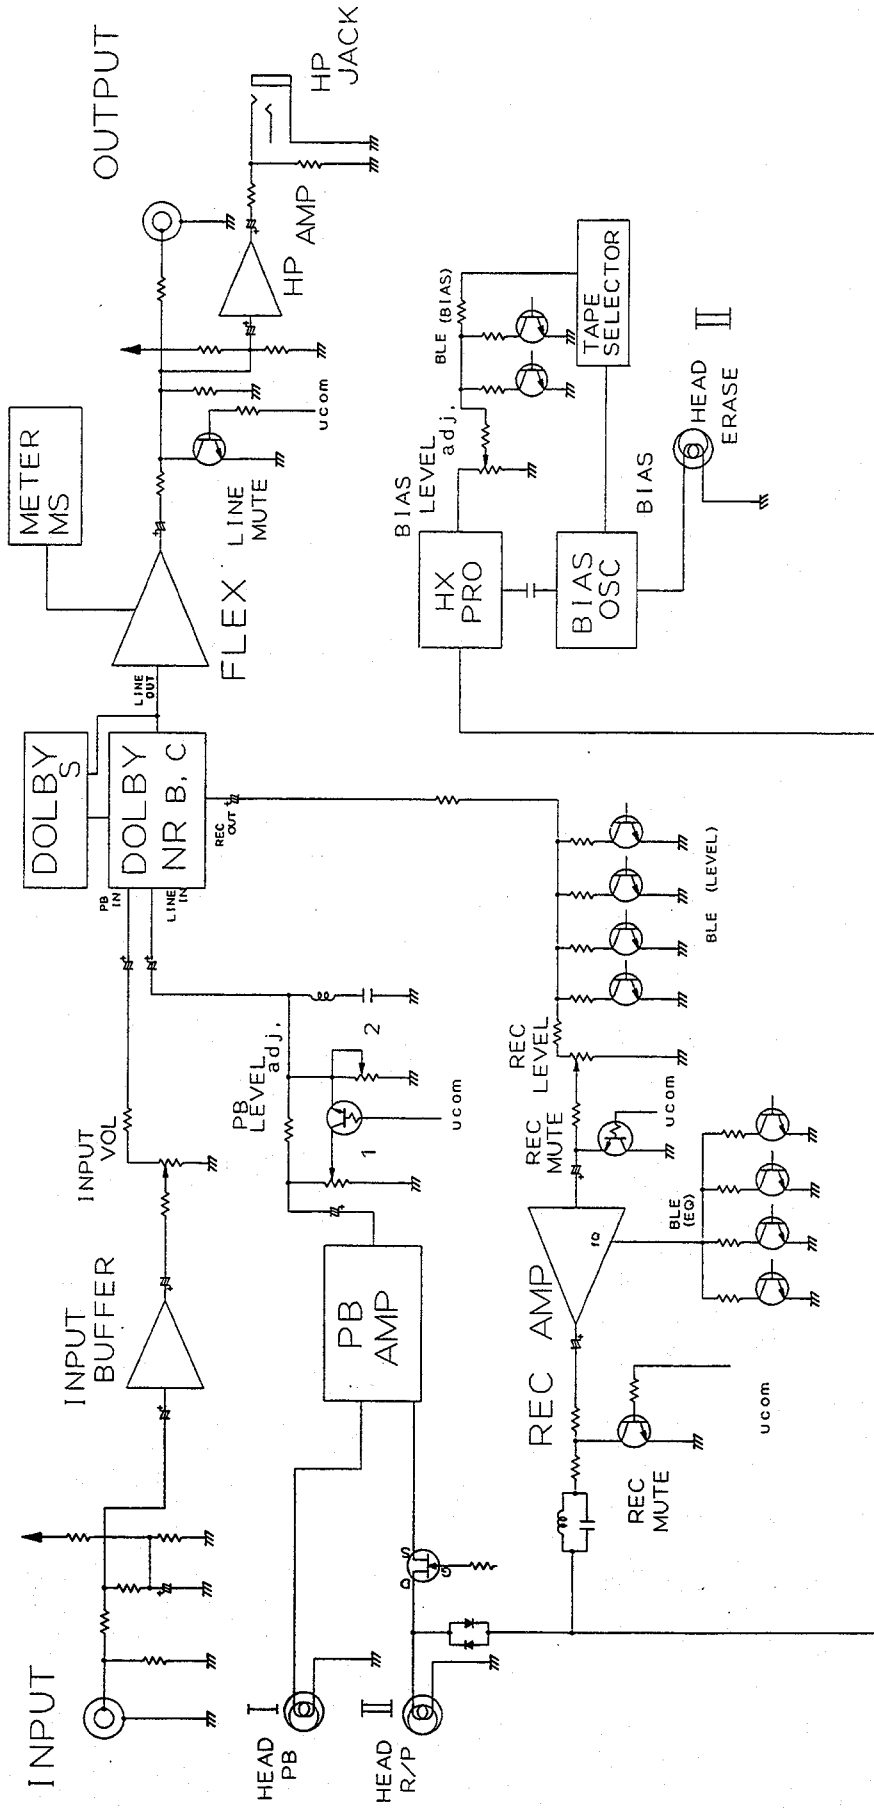 INPUT
INPUT
BUFFER
INPUT
VOL
PB
IN
LINE
IN
DOLBY
S
DOLBY
NR B, C
REC
OUT
LINE
OUT
FLEX
METER
MS
LINE
MUTE
ucom
OUTPUT
HP
AMP
HP
JACK
HEAD
PB
I
HEAD
R/P
II
D
S
G
PB
AMP
PB
LEVEL
adj.
1
2
ucom
REC
MUTE
ucom
REC AMP
fQ
BLE
(EQ)
REC
MUTE
ucom
REC
LEVEL
BLE (LEVEL)
HX
PRO
BIAS
LEVEL
adj.
BLE (BIAS)
BIAS
OSC
TAPE
SELECTOR
BIAS
HEAD
ERASE
II